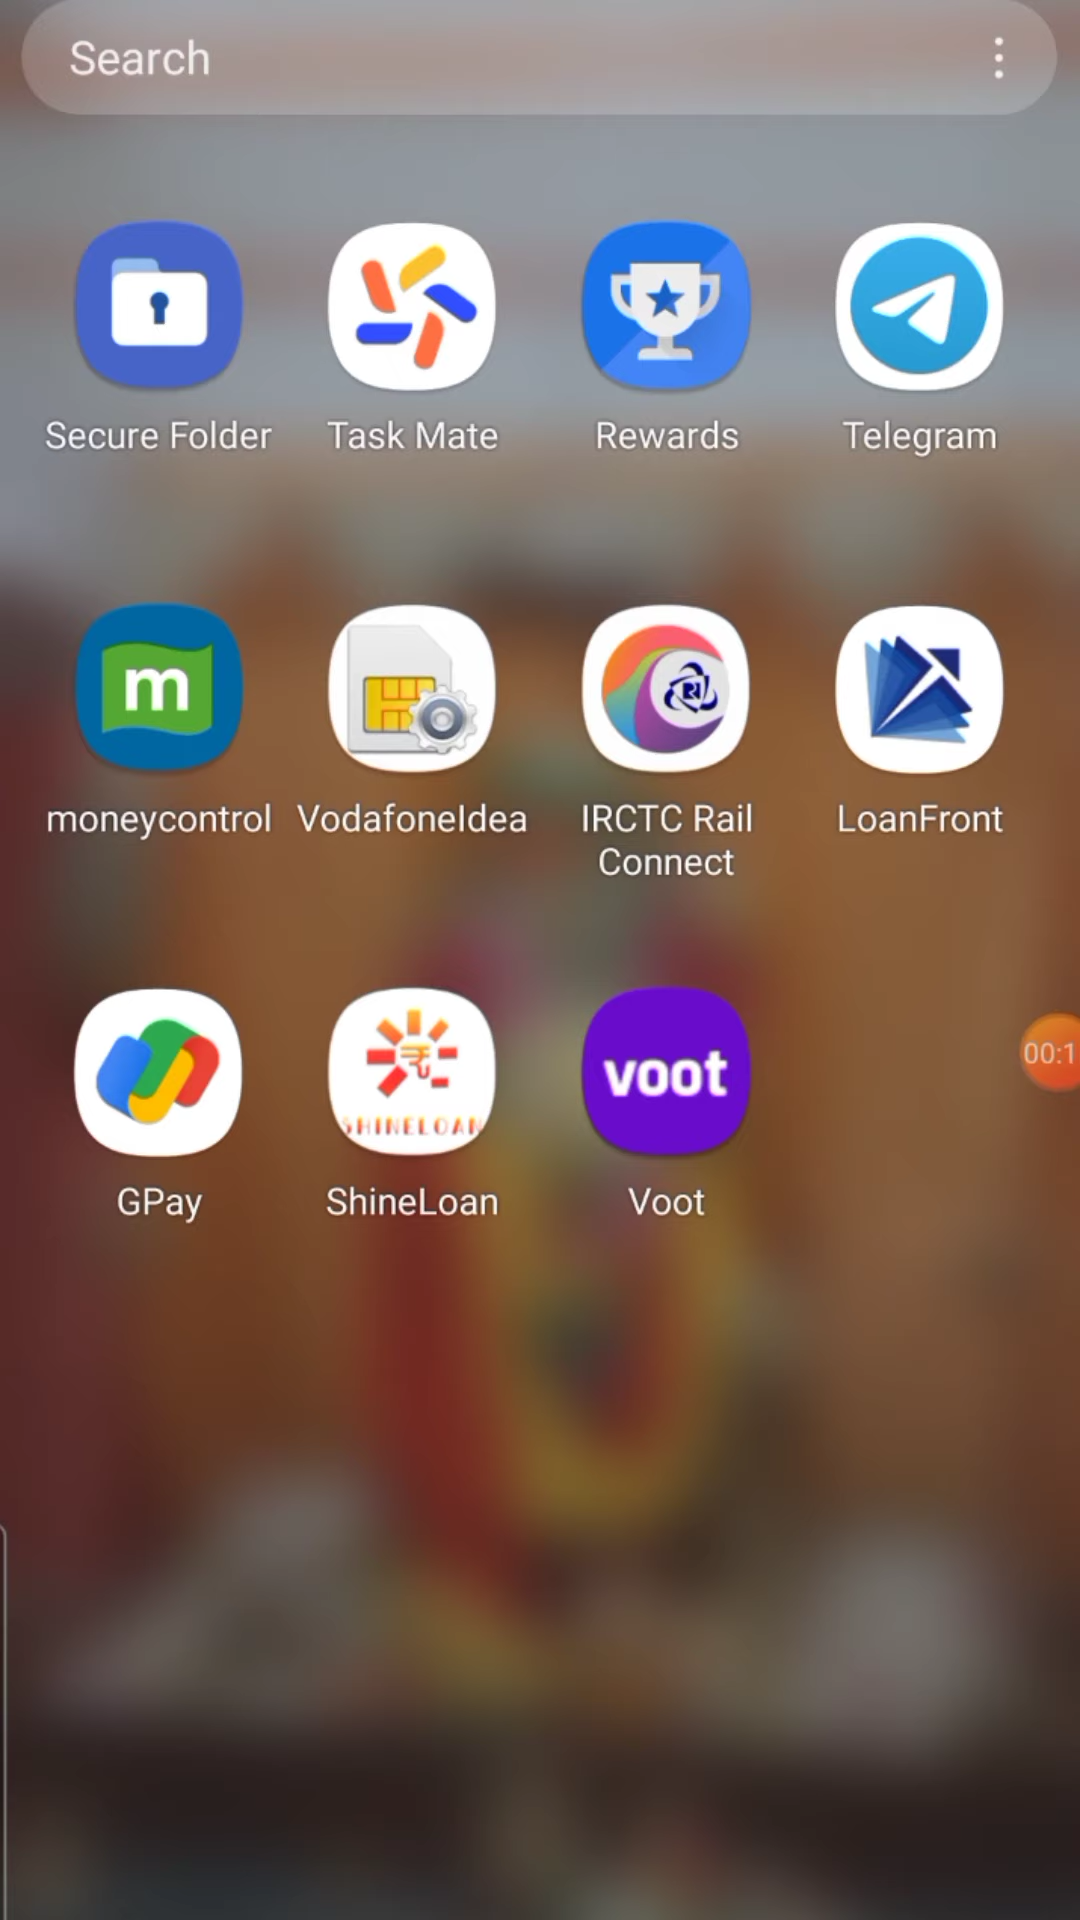 Search
Secure Folder
Task Mate
Rewards
Telegram
m
moneycontrol
VodafoneIdea
IRCTC Rail
Connect
LoanFront
SHINELOAN
voot
00:1
GPay
ShineLoan
Voot